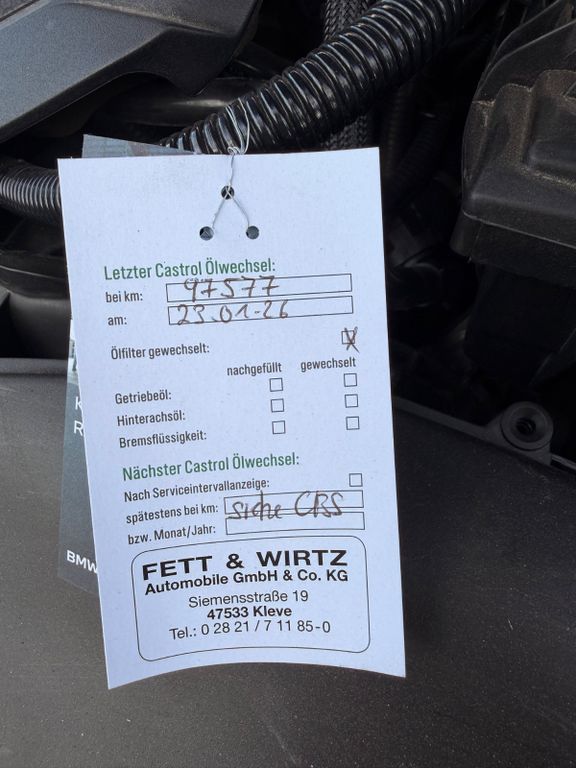 Letzter Castrol Ölwechsel:
bei km: 97577
am: 23.01-26
Ölfilter gewechselt:
nachgefüllt gewechselt
Getriebeöl:
Hinterachsöl:
Bremsflüssigkeit:
Nächster Castrol Ölwechsel:
Nach Serviceintervallanzeige:
spätestens bei km: siehe CBS
bzw. Monat/Jahr:
FETT & WIRTZ
Automobile GmbH & Co. KG
Siemensstraße 19
47533 Kleve
Tel.: 0 28 21 / 7 11 85-0
BMW